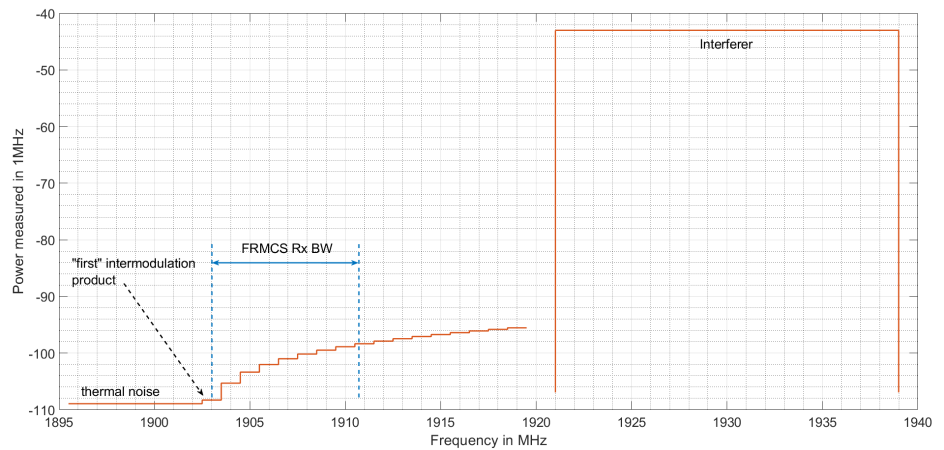 -40
-50
-60
-70
-80
-90
-100
-110
Power measured in 1MHz
Interferer
FRMCS Rx BW
"first" intermodulation
product
thermal noise
1895
1900
1905
1910
1915
1920
1925
1930
1935
1940
Frequency in MHz